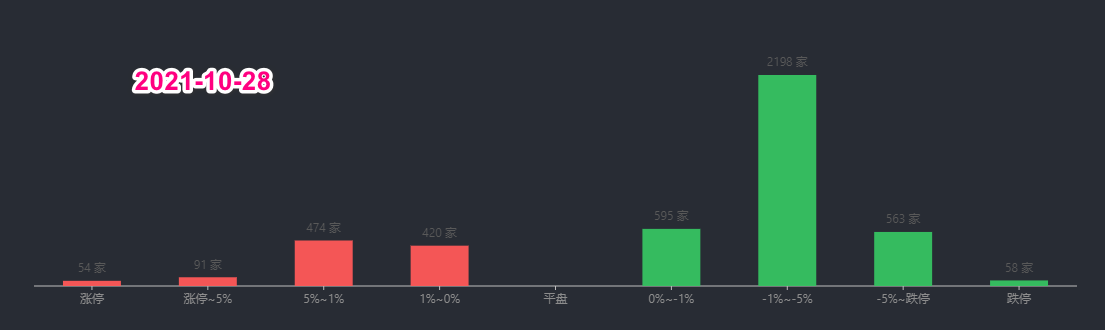 2021-10-28
54 家
91 家
474 家
420 家
595 家
2198 家
563 家
58 家
涨停
涨停~5%
5%~1%
1%~0%
平盘
0%~-1%
-1%~-5%
-5%~跌停
跌停